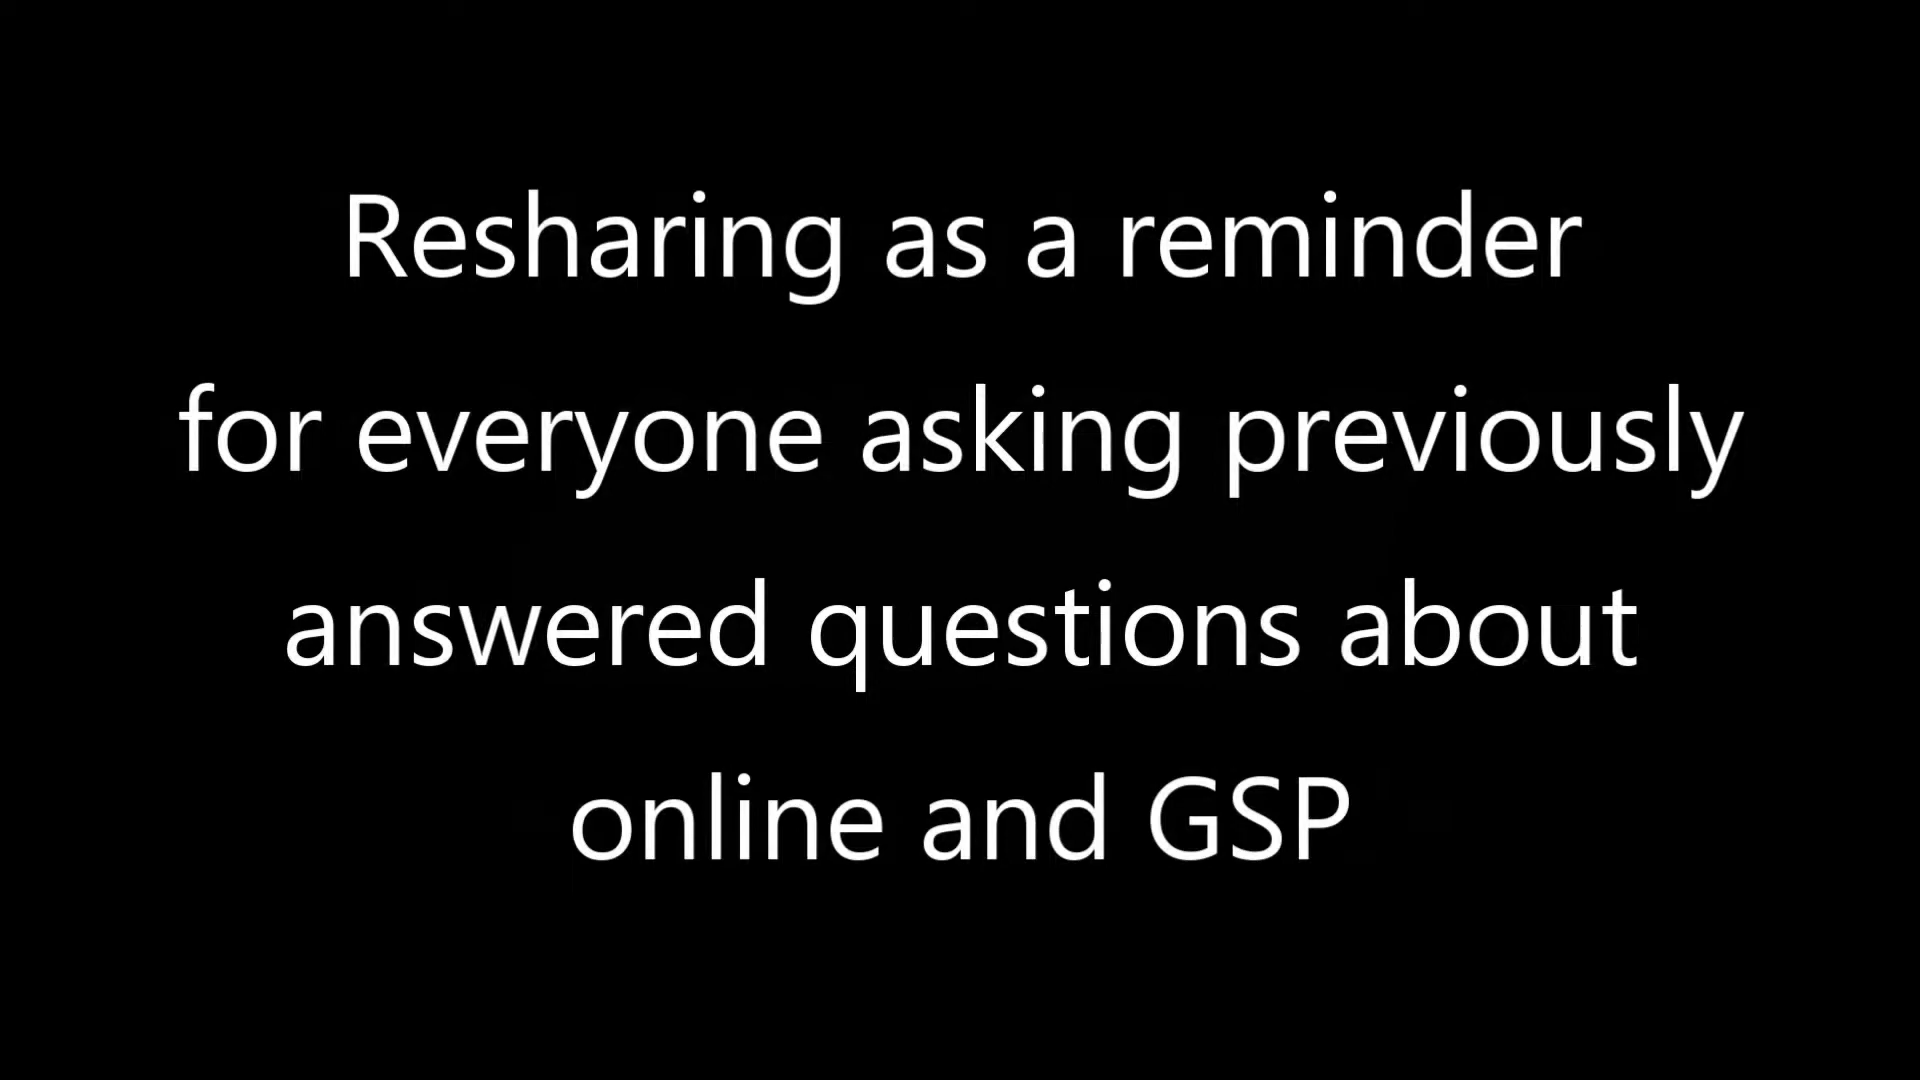 Resharing as a reminder
for everyone asking previously
answered questions about
online and GSP